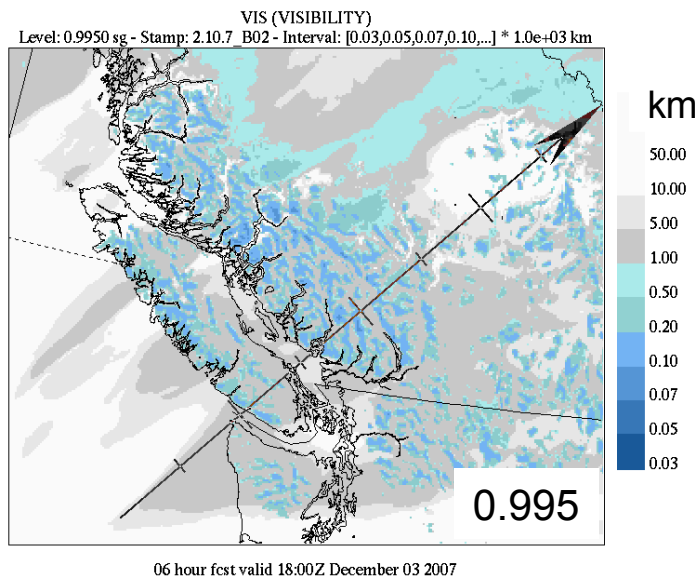 VIS (VISIBILITY)
Level: 0.9950 sg - Stamp: 2.10.7_B02 - Interval: [0.03,0.05,0.07,0.10,...] * 1.0e+03 km
km
50.00
10.00
5.00
1.00
0.50
0.20
0.10
0.07
0.05
0.03
0.995
06 hour fcst valid 18:00Z December 03 2007